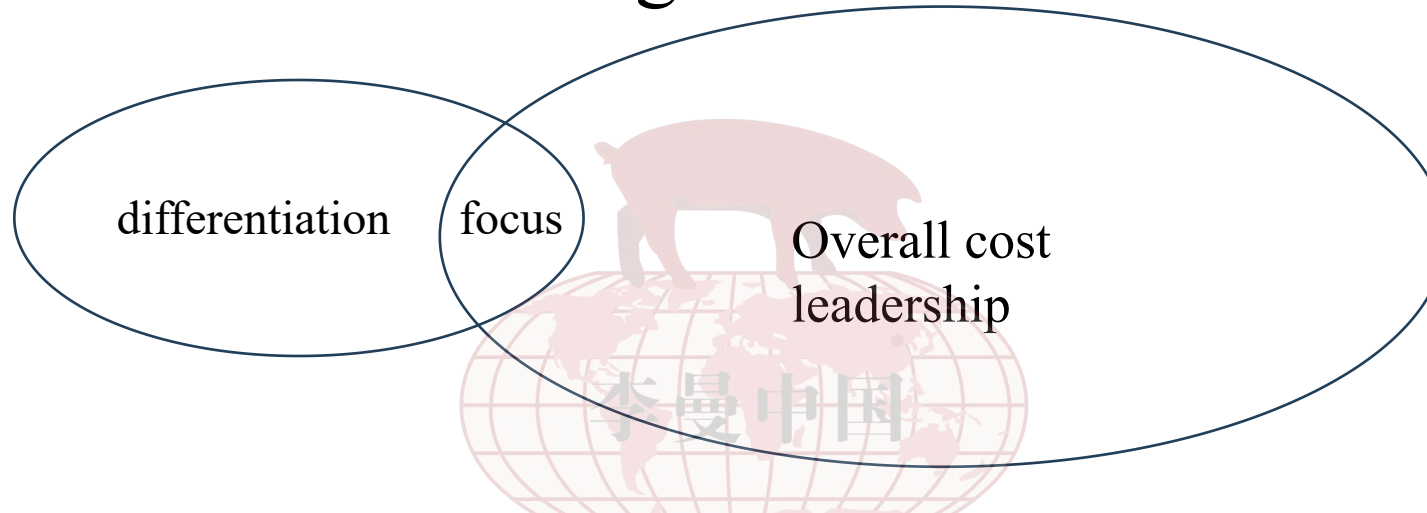 differentiation
focus
Overall cost
leadership
李曼中国